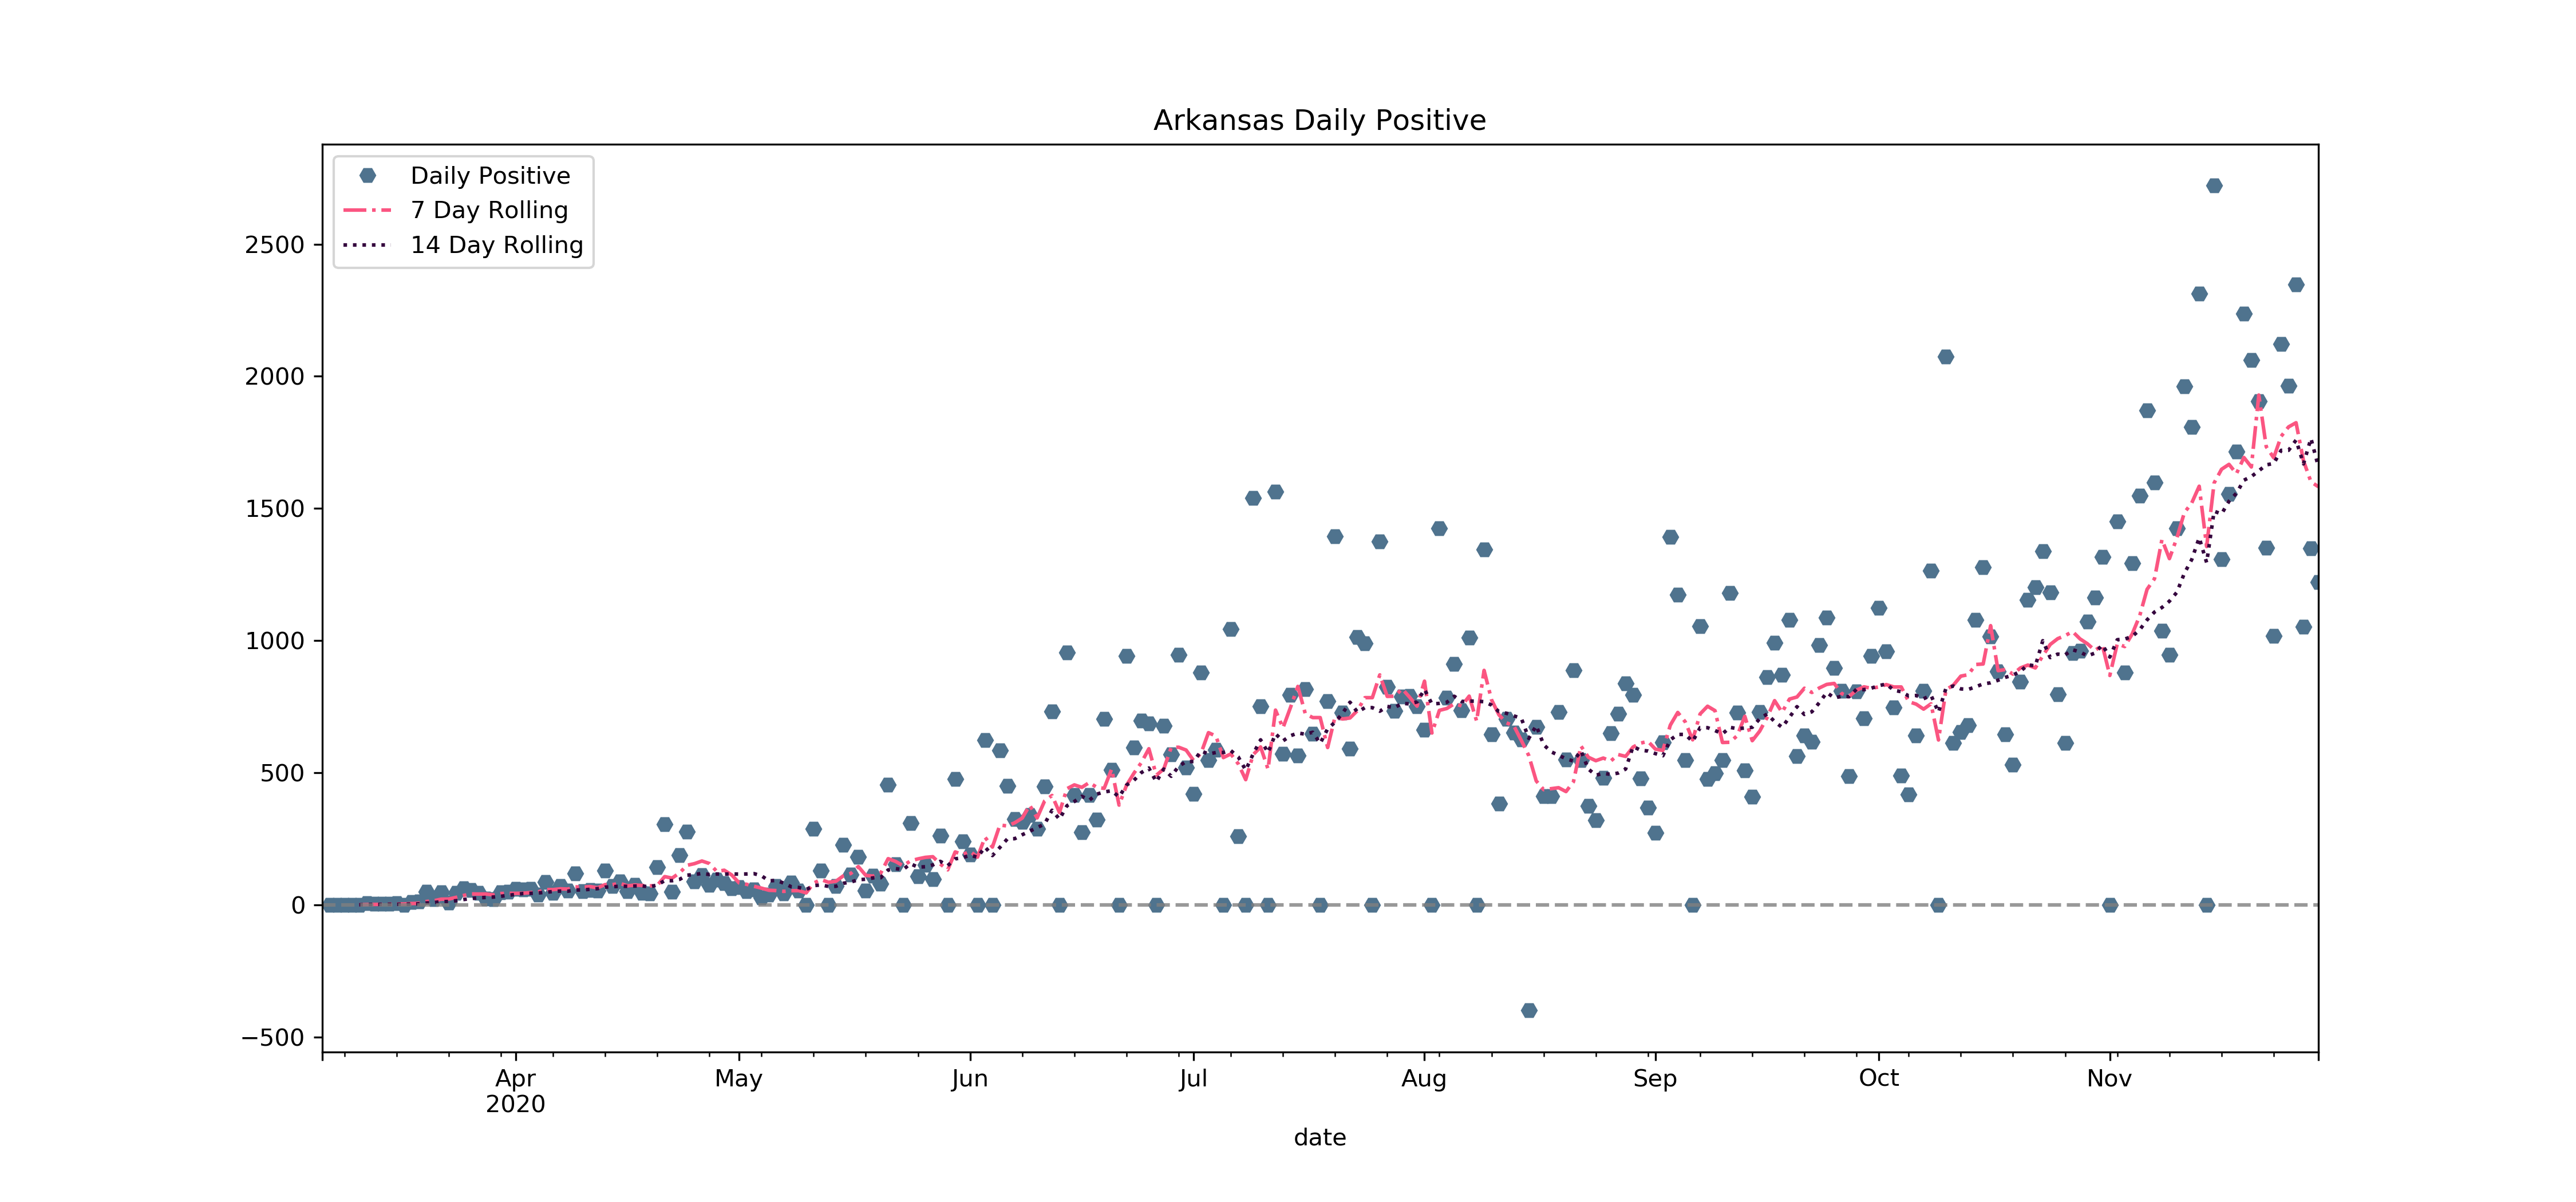 Arkansas Daily Positive
Daily Positive
7 Day Rolling
14 Day Rolling
2500
2000
1500
1000
500
0
−500
Apr May Jun Jul Aug Sep Oct Nov
2020
date